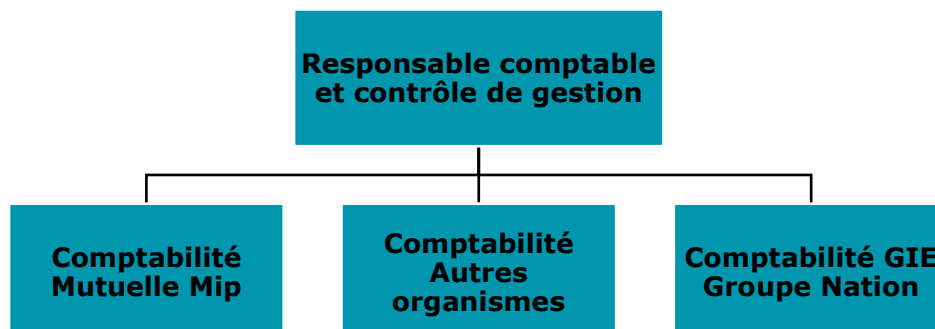 Responsable comptable
et contrôle de gestion
Comptabilité
Mutuelle Mip
Comptabilité
Autres
organismes
Comptabilité GIE
Groupe Nation